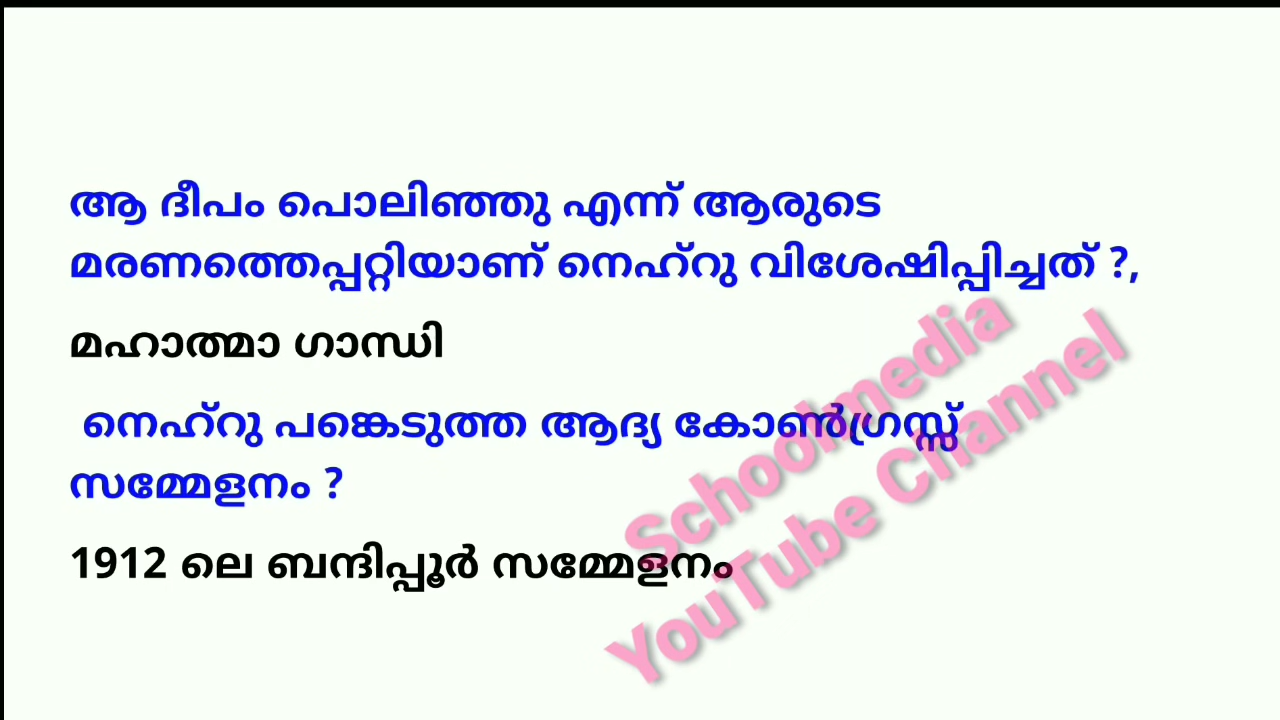 ആ ദീപം പൊലിഞ്ഞു എന്ന് ആരുടെ
മരണത്തെപ്പറ്റിയാണ് നെഹ്റു വിശേഷിപ്പിച്ചത് ?,
മഹാത്മാ ഗാന്ധി
നെഹ്റു പങ്കെടുത്ത ആദ്യ കോൺഗ്രസ്സ്
സമ്മേളനം ?
1912 ലെ ബന്ദിപ്പൂർ സമ്മേളനം
Schoolmedia
YouTube Channel